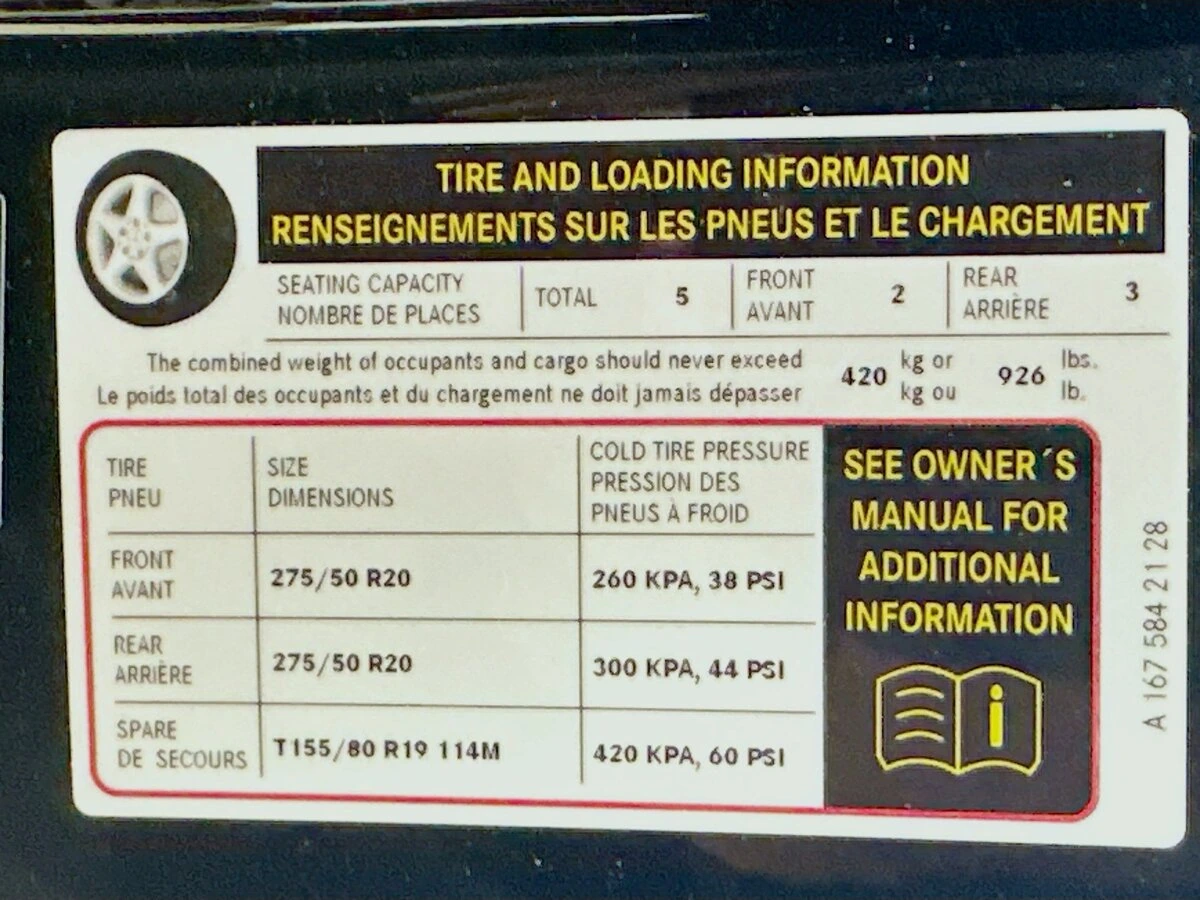 TIRE AND LOADING INFORMATION
RENSEIGNEMENTS SUR LES PNEUS ET LE CHARGEMENT
SEATING CAPACITY
NOMBRE DE PLACES
TOTAL 5
FRONT
AVANT
2
REAR
ARRIÈRE
3
The combined weight of occupants and cargo should never exceed
Le poids total des occupants et du chargement ne doit jamais dépasser
420
kg or
kg ou
926
lbs.
lb.
TIRE
PNEU
SIZE
DIMENSIONS
COLD TIRE PRESSURE
PRESSION DES
PNEUS À FROID
FRONT
AVANT
275/50 R20
260 KPA, 38 PSI
REAR
ARRIÈRE
275/50 R20
300 KPA, 44 PSI
SPARE
DE SECOURS
T155/80 R19 114M
420 KPA, 60 PSI
SEE OWNER´S
MANUAL FOR
ADDITIONAL
INFORMATION
A 167 584 21 28